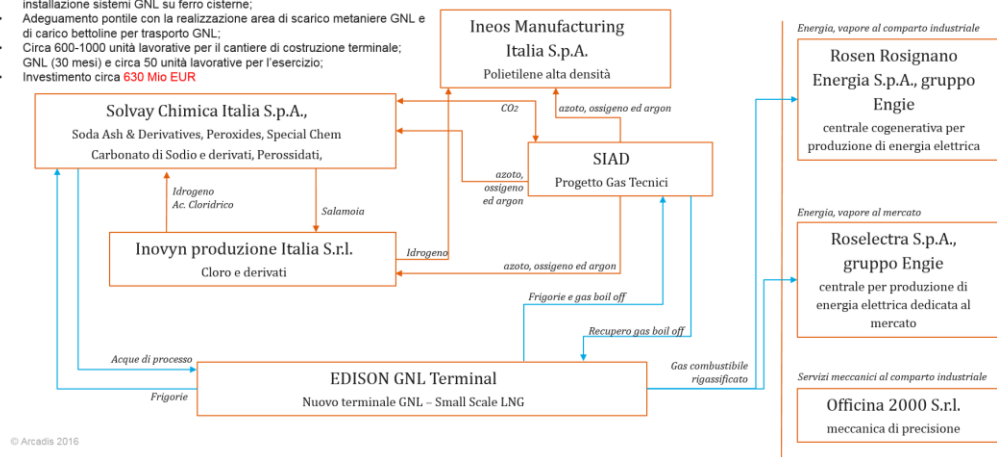 installazione sistemi GNL su ferro cisterne;
• Adeguamento pontile con la realizzazione area di scarico metaniere GNL e
di carico bettoline per trasporto GNL;
• Circa 600-1000 unità lavorative per il cantiere di costruzione terminale;
GNL (30 mesi) e circa 50 unità lavorative per l'esercizio;
• Investimento circa 630 Mio EUR
Ineos Manufacturing
Italia S.p.A.
Polietilene alta densità
Energia, vapore al comparto industriale
Rosen Rosignano
Energia S.p.A., gruppo
Engie
centrale cogenerativa per
produzione di energia elettrica
Solvay Chimica Italia S.p.A.,
Soda Ash & Derivatives, Peroxides, Special Chem
Carbonato di Sodio e derivati, Perossidati,
CO2
azoto, ossigeno ed argon
SIAD
Progetto Gas Tecnici
azoto,
ossigeno
ed argon
Idrogeno
Ac. Cloridrico
Salamoia
Energia, vapore al mercato
Roselectra S.p.A.,
gruppo Engie
centrale per produzione di
energia elettrica dedicata al
mercato
Inovyn produzione Italia S.r.l.
Cloro e derivati
Idrogeno
azoto, ossigeno ed argon
Frigorie e gas boil off
Recupero gas boil off
Acque di processo
Frigorie
EDISON GNL Terminal
Nuovo terminale GNL – Small Scale LNG
Gas combustibile
rigassificato
Servizi meccanici al comparto industriale
Officina 2000 S.r.l.
meccanica di precisione
© Arcadis 2016